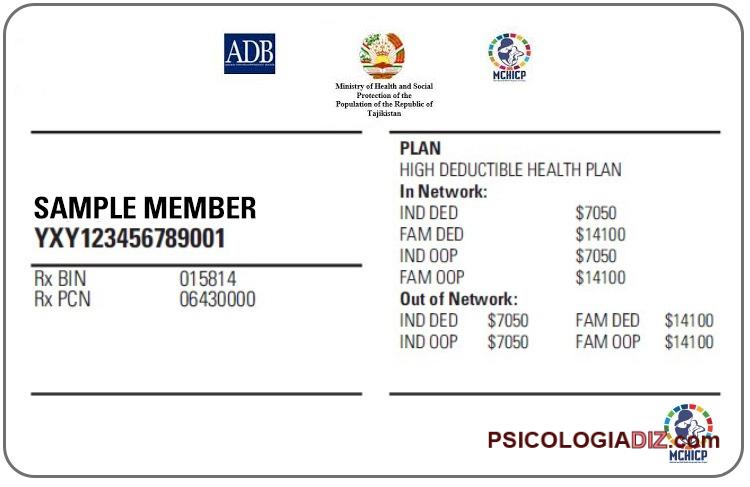 ADB
MCHICP
Ministry of Health and Social
Protection of the
Population of the Republic of
Tajikistan
SAMPLE MEMBER
YXY123456789001
Rx BIN 015814
Rx PCN 06430000
PLAN
HIGH DEDUCTIBLE HEALTH PLAN
In Network:
IND DED $7050
FAM DED $14100
IND OOP $7050
FAM OOP $14100
Out of Network:
IND DED $7050 FAM DED $14100
IND OOP $7050 FAM OOP $14100
PSICOLOGIADIZ.com
MCHICP